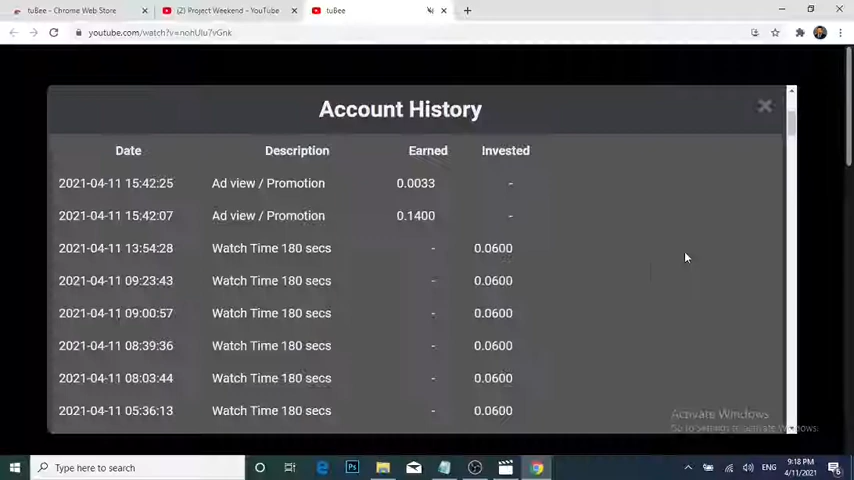 tuBee - Chrome Web Store
(2) Project Weekend - YouTube
tuBee
youtube.com/watch?v=nohUlu7vGnk
Account History
Date Description Earned Invested
2021-04-11 15:42:25 Ad view / Promotion 0.0033 -
2021-04-11 15:42:07 Ad view / Promotion 0.1400 -
2021-04-11 13:54:28 Watch Time 180 secs - 0.0600
2021-04-11 09:23:43 Watch Time 180 secs - 0.0600
2021-04-11 09:00:57 Watch Time 180 secs - 0.0600
2021-04-11 08:39:36 Watch Time 180 secs - 0.0600
2021-04-11 08:03:44 Watch Time 180 secs - 0.0600
2021-04-11 05:36:13 Watch Time 180 secs - 0.0600
Activate Windows
Go to Settings to activate Windows.
Type here to search
ENG
9:18 PM
4/11/2021